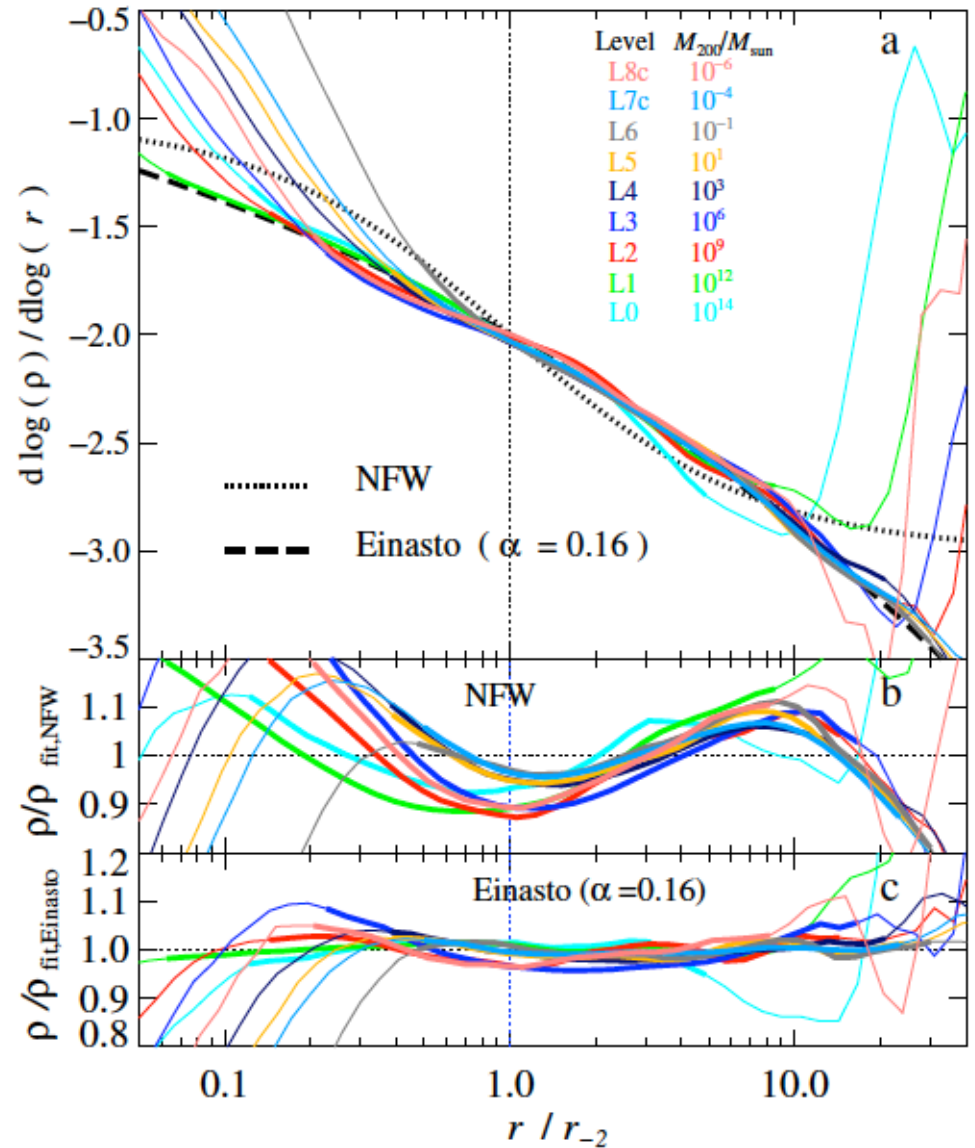 −0.5
−1.0
−1.5
−2.0
−2.5
−3.0
−3.5
d log ( ρ ) / dlog ( r )
a
Level M200/Msun
L8c 10−6
L7c 10−4
L6 10−1
L5 101
L4 103
L3 106
L2 109
L1 1012
L0 1014
NFW
Einasto ( α = 0.16 )
1.1
1
0.9
ρ/ρ fit,NFW
NFW
b
1.2
1.1
1.0
0.9
0.8
ρ /ρ fit,Einasto
Einasto (α =0.16)
c
0.1 1.0 10.0
r / r−2